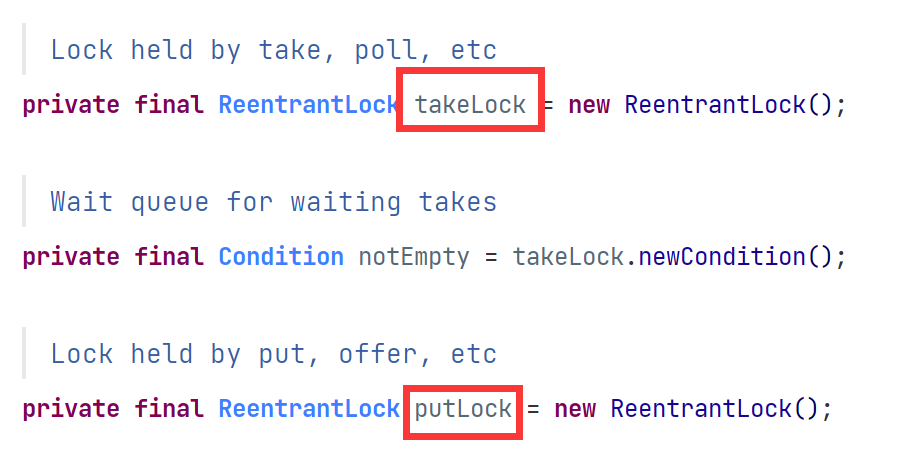 Lock held by take, poll, etc
private final ReentrantLock takeLock = new ReentrantLock();
Wait queue for waiting takes
private final Condition notEmpty = takeLock.newCondition();
Lock held by put, offer, etc
private final ReentrantLock putLock = new ReentrantLock();